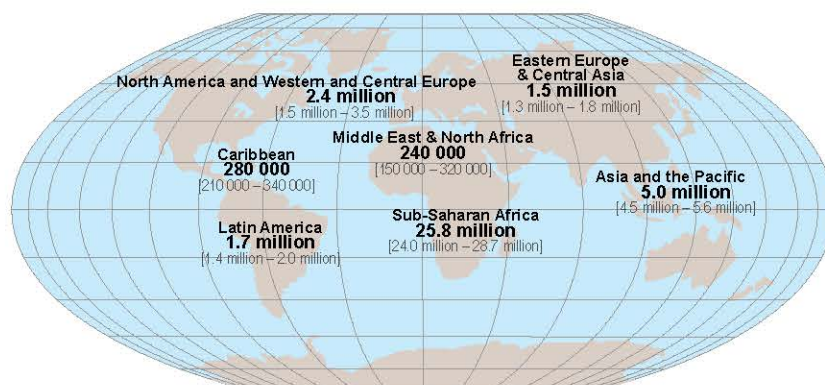 Eastern Europe
& Central Asia
1.5 million
[1.3 million – 1.8 million]
North America and Western and Central Europe
2.4 million
[1.5 million – 3.5 million]
Middle East & North Africa
240 000
[150 000 – 320 000]
Caribbean
280 000
[210 000 – 340 000]
Asia and the Pacific
5.0 million
[4.5 million – 5.6 million]
Sub-Saharan Africa
25.8 million
[24.0 million – 28.7 million]
Latin America
1.7 million
[1.4 million – 2.0 million]